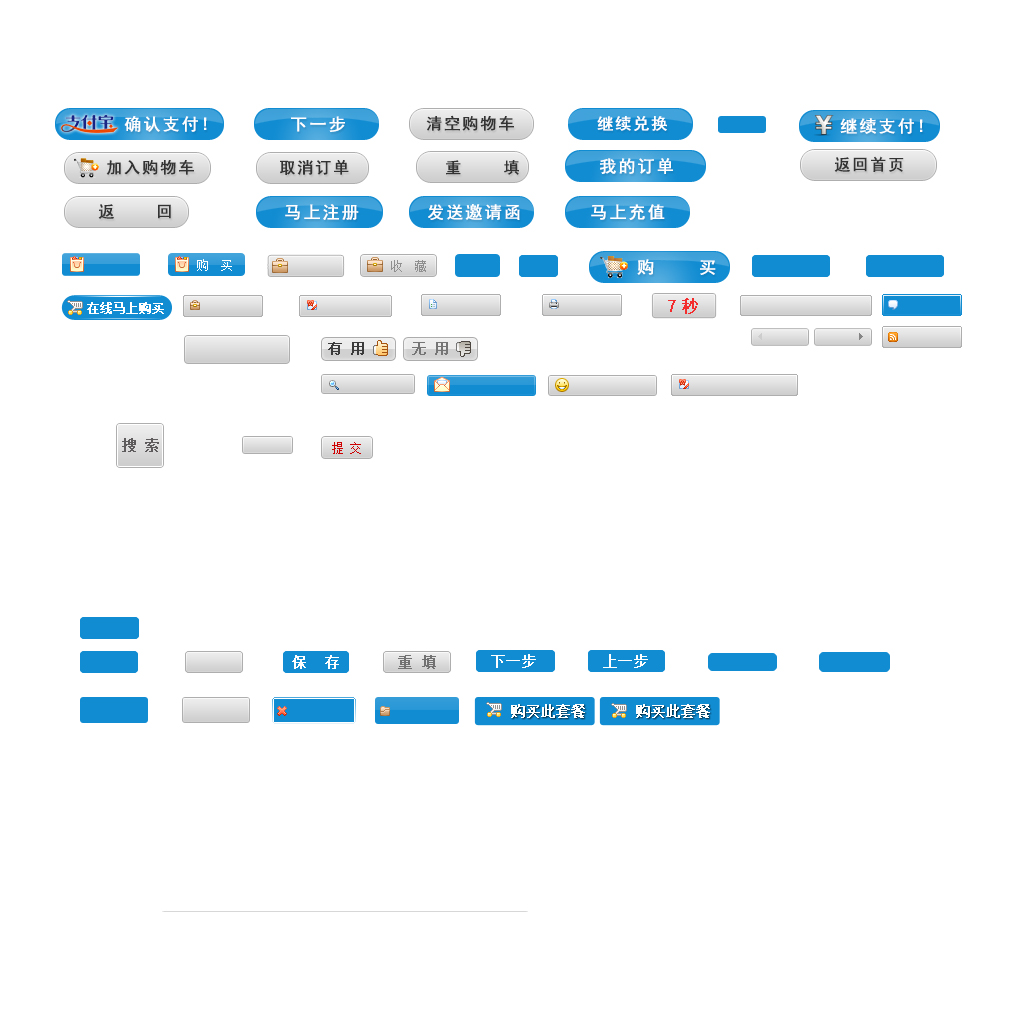 支付宝 确认支付!
下一步
清空购物车
继续兑换
¥ 继续支付!
加入购物车
取消订单
重 填
我的订单
返回首页
返 回
马上注册
发送邀请函
马上充值
购 买
收 藏
购 买
在线马上购买
7 秒
有 用
无 用
搜 索
提 交
保 存
重 填
下一步
上一步
购买此套餐
购买此套餐